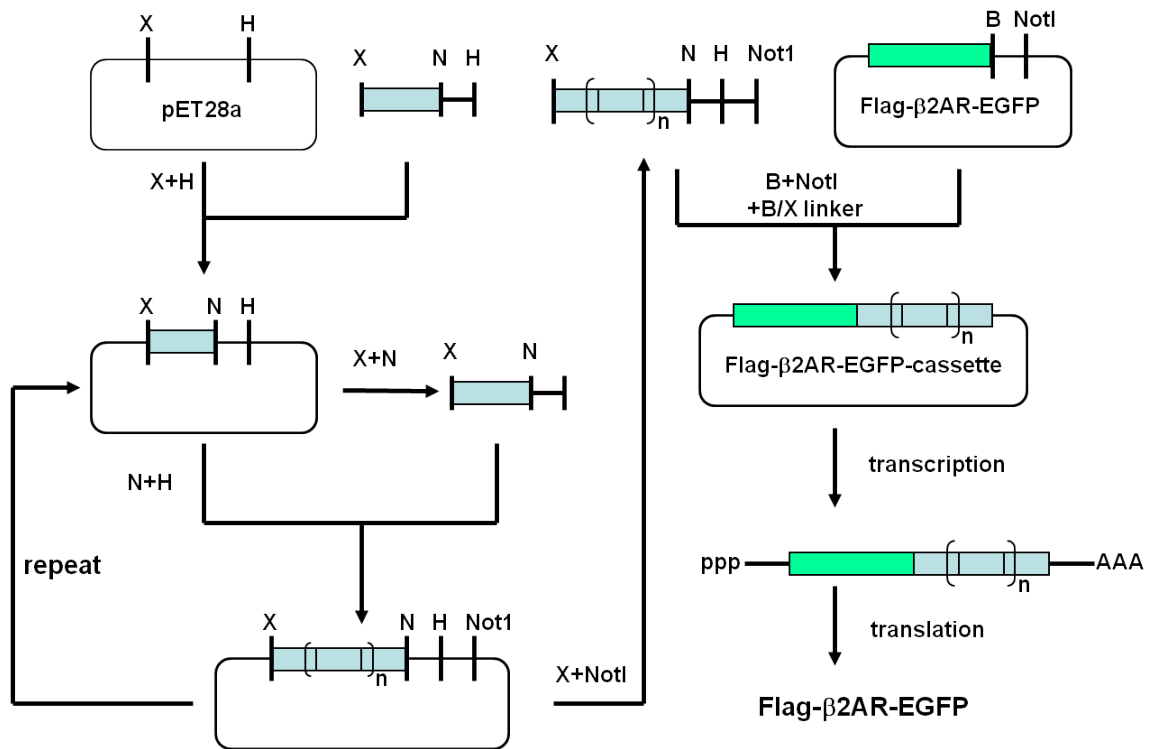 X H
pET28a
X N H
X N H Not1
n
B NotI
Flag-β2AR-EGFP
X+H
B+NotI
+B/X linker
X N H
X+N
X N
n
Flag-β2AR-EGFP-cassette
N+H
transcription
repeat
ppp
n
AAA
translation
X N H Not1
n
X+NotI
Flag-β2AR-EGFP